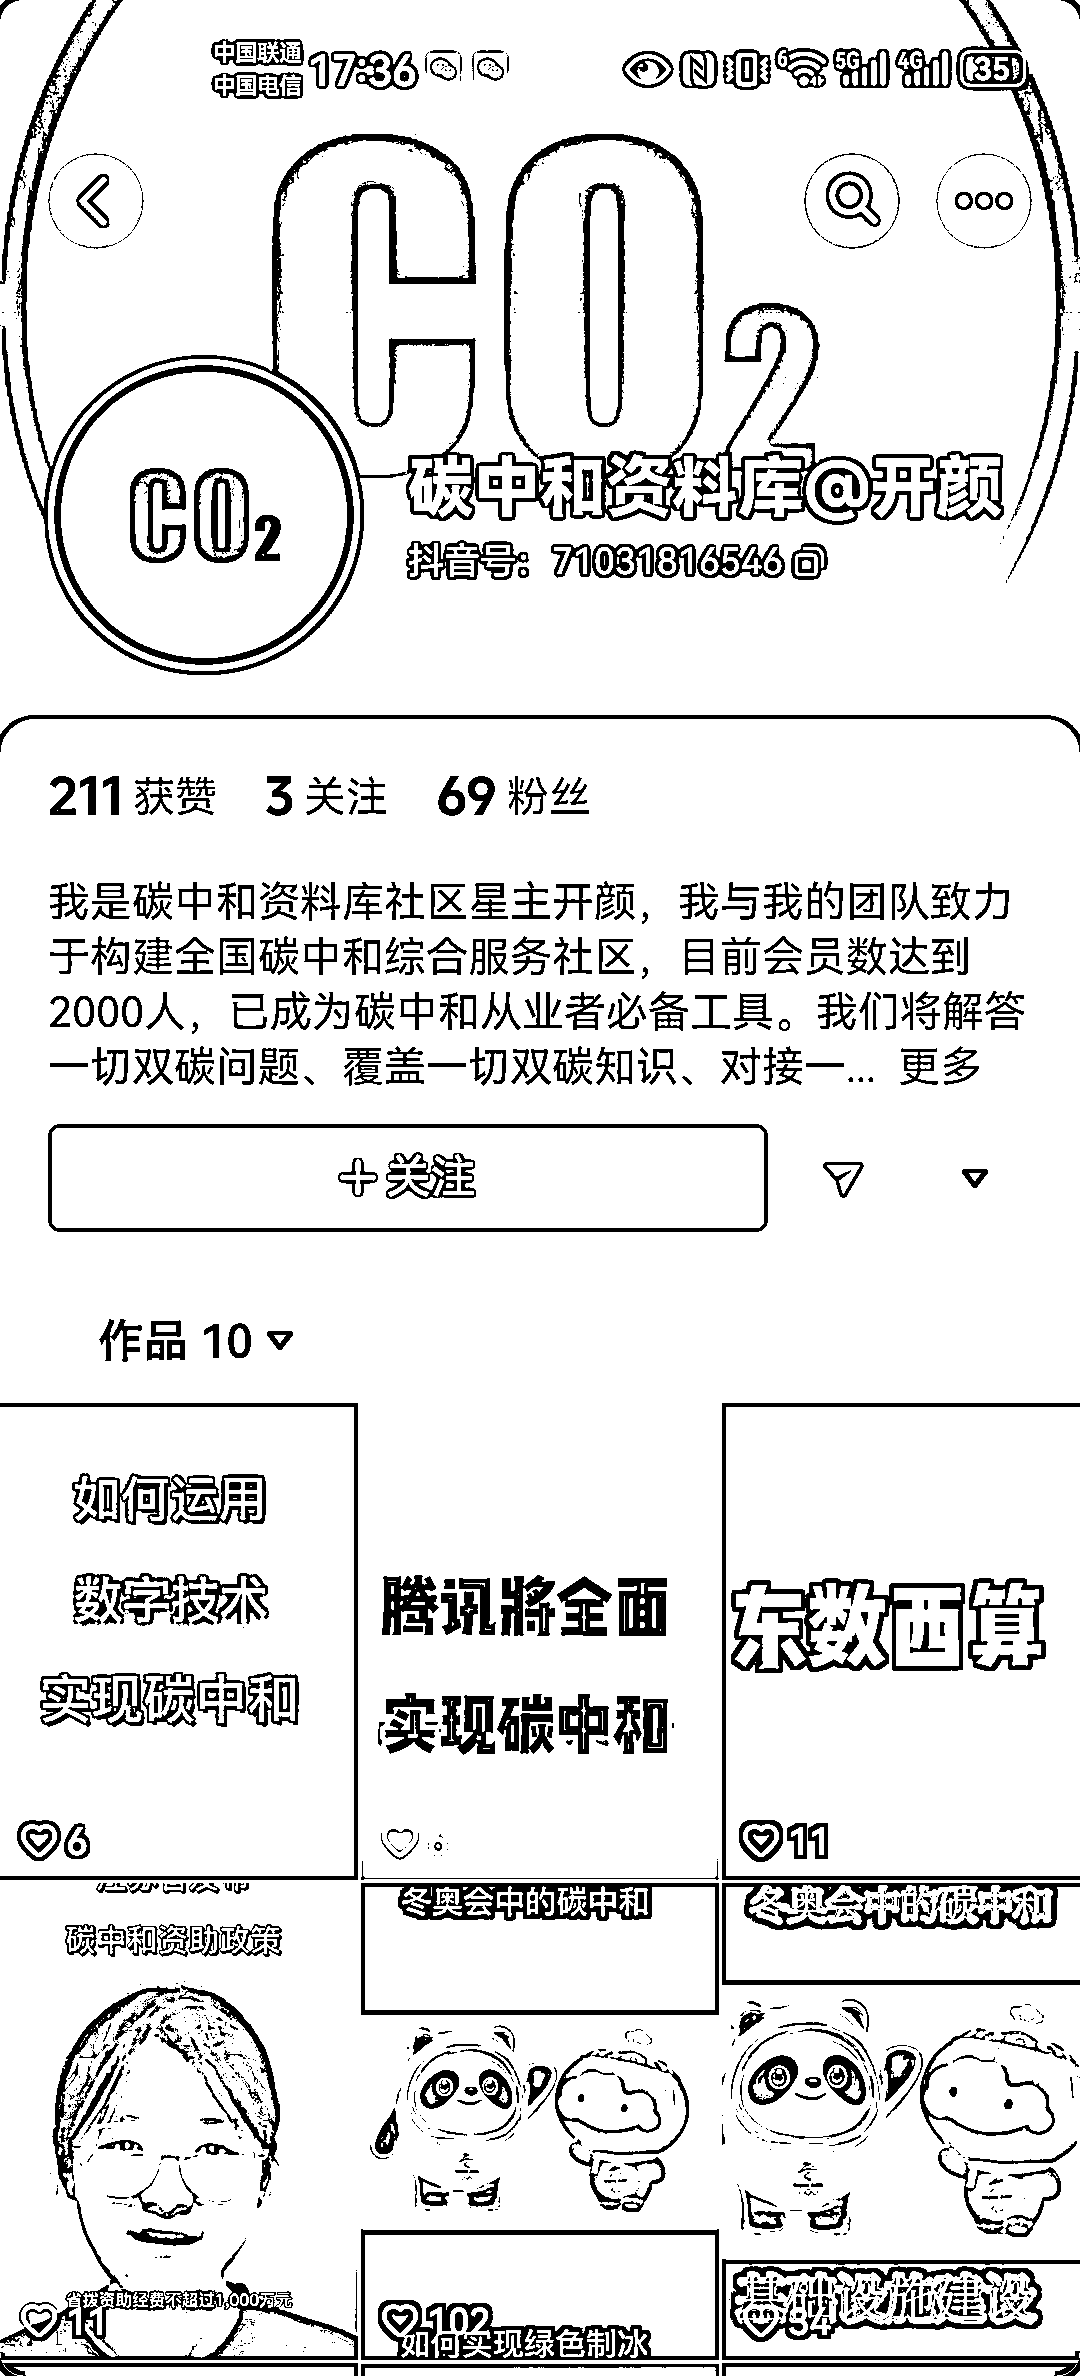 中国联通
中国电信
17:36
6
5G
4G
35
CO2
CO2
碳中和资料库@开颜
抖音号：71031816546
211 获赞 3 关注 69 粉丝
我是碳中和资料库社区星主开颜，我与我的团队致力
于构建全国碳中和综合服务社区，目前会员数达到
2000人，已成为碳中和从业者必备工具。我们将解答
一切双碳问题、覆盖一切双碳知识、对接一... 更多
+ 关注
作品 10
如何运用
数字技术
实现碳中和
6
腾讯將全面
实现碳中和
东数西算
11
碳中和资助政策
省拨资助经费不超过1,000万元
11
冬奥会中的碳中和
102
如何实现绿色制冰
冬奥会中的碳中和
基础设施建设
34